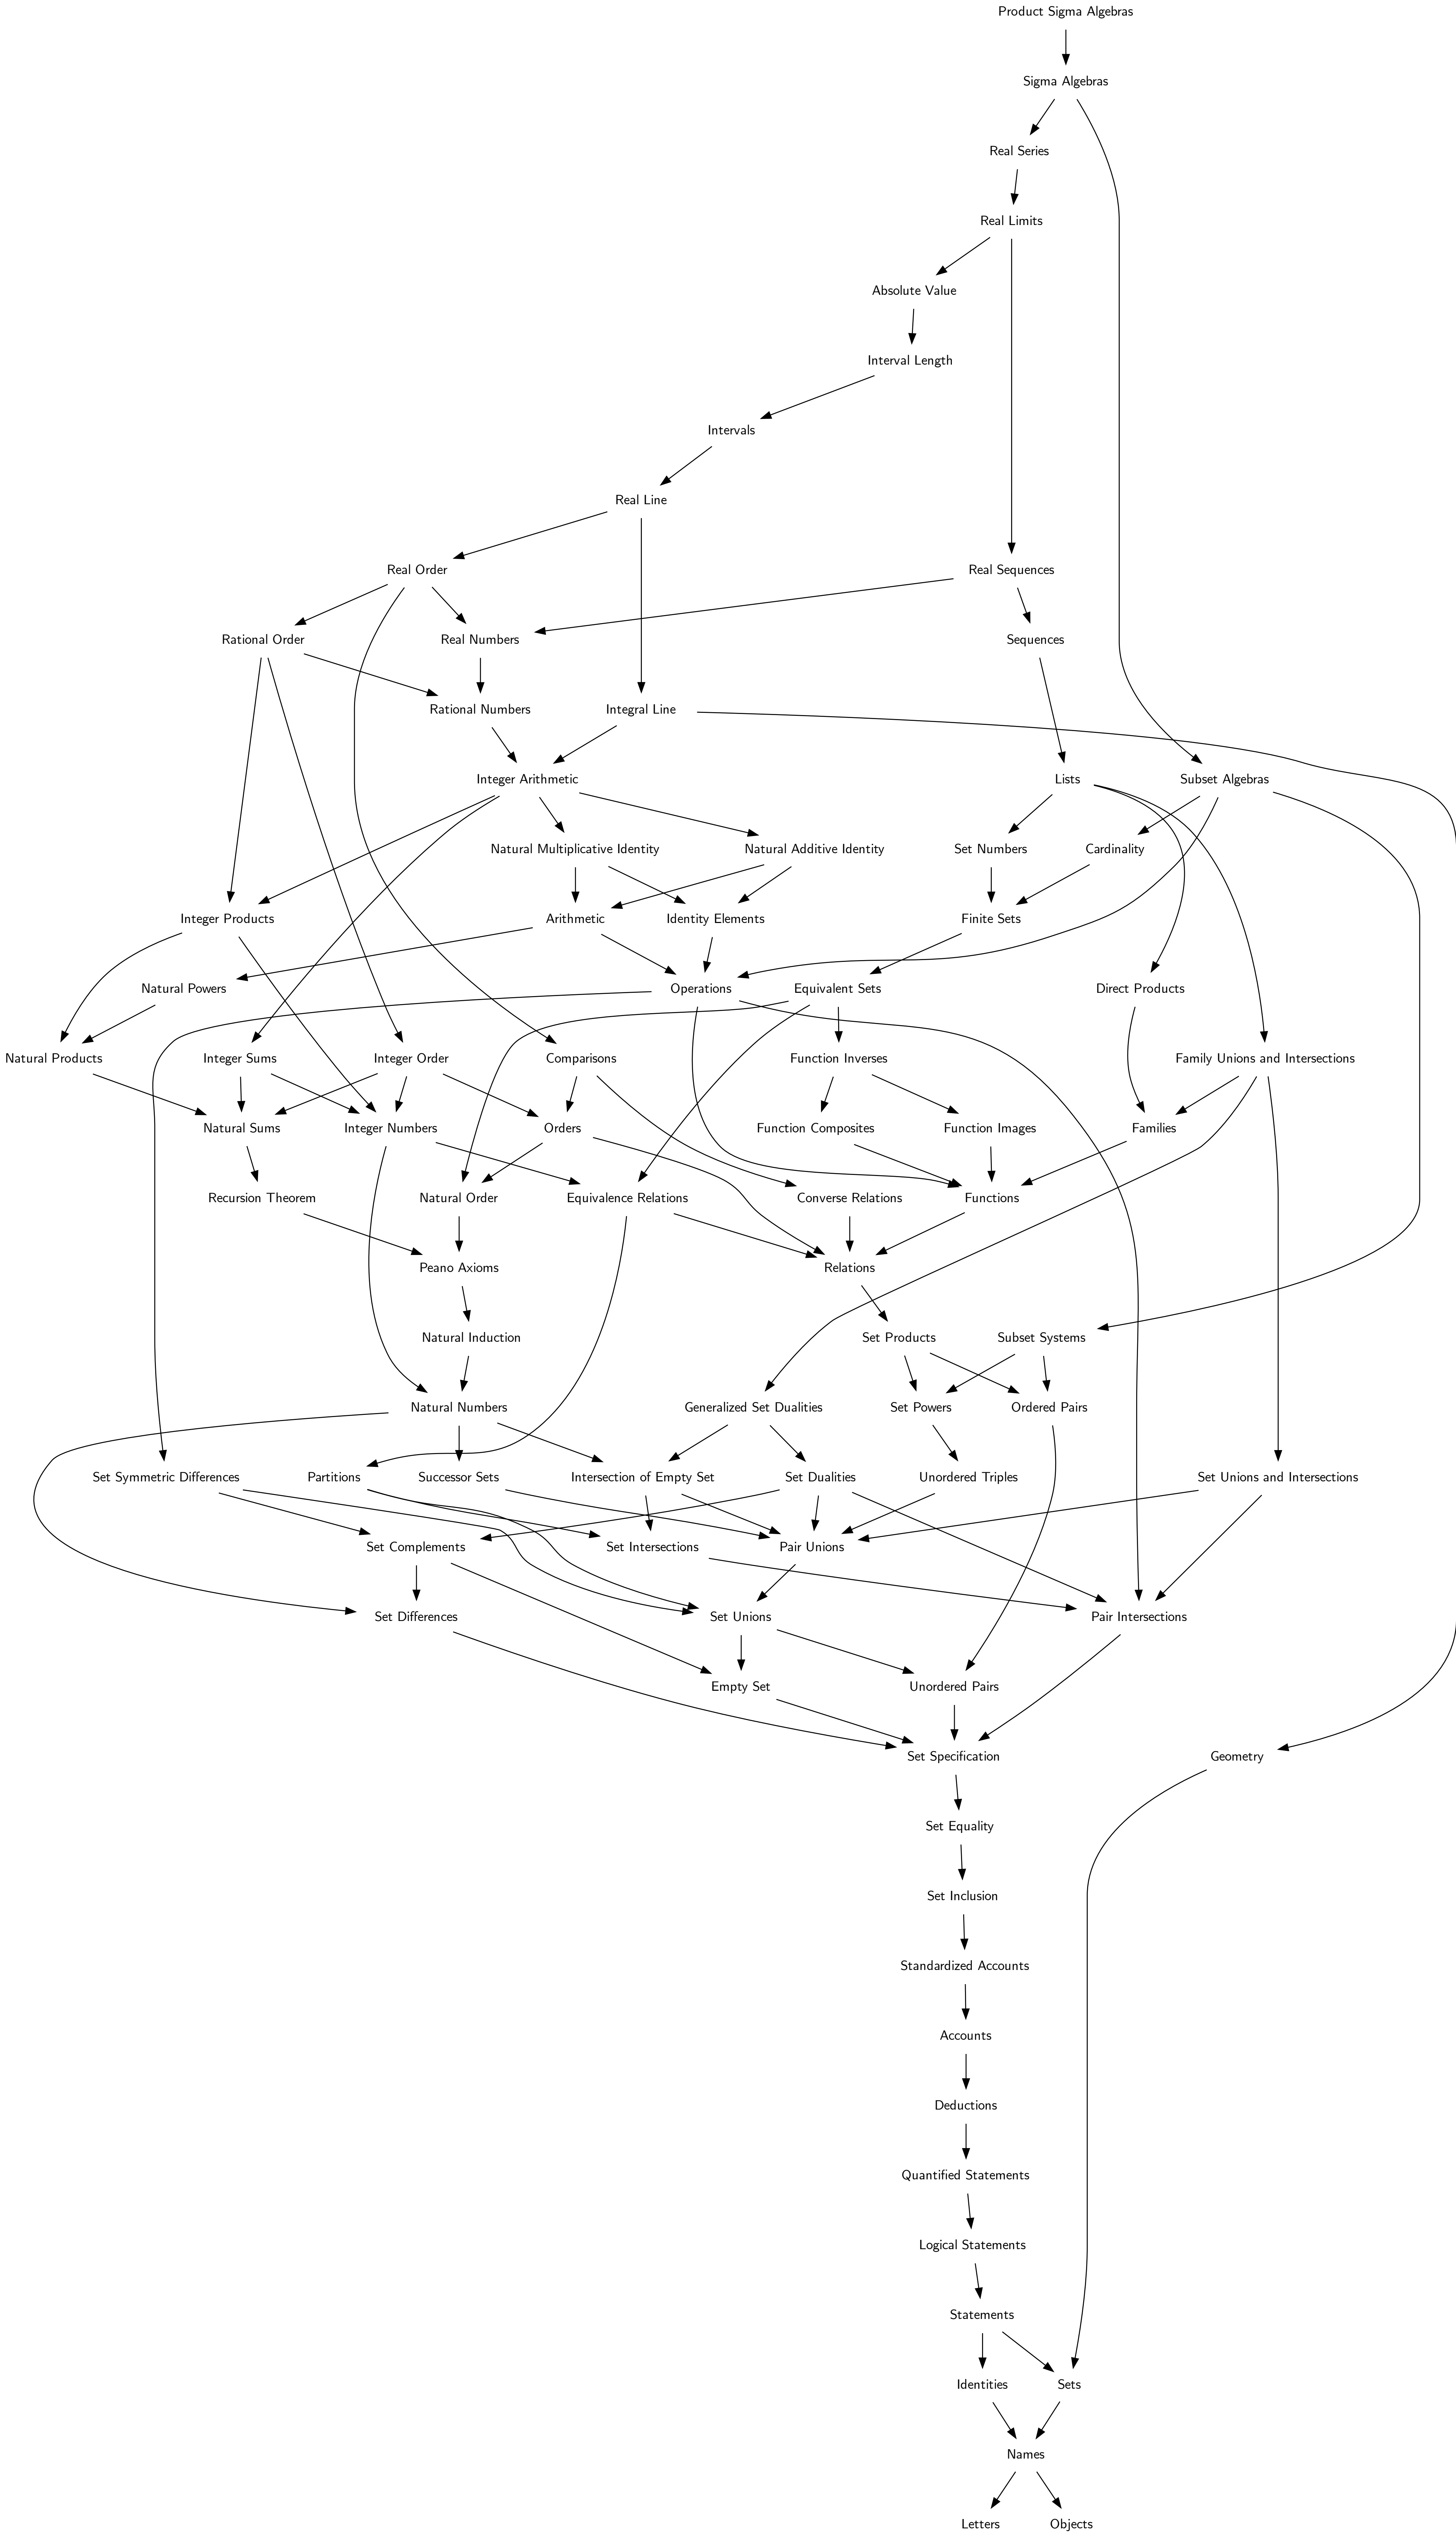 Product Sigma Algebras
Sigma Algebras
Real Series
Real Limits
Absolute Value
Interval Length
Intervals
Real Line
Real Order
Real Sequences
Rational Order
Real Numbers
Sequences
Rational Numbers
Integral Line
Integer Arithmetic
Lists
Subset Algebras
Natural Multiplicative Identity
Natural Additive Identity
Set Numbers
Cardinality
Integer Products
Arithmetic
Identity Elements
Finite Sets
Natural Powers
Operations
Equivalent Sets
Direct Products
Natural Products
Integer Sums
Integer Order
Comparisons
Function Inverses
Family Unions and Intersections
Natural Sums
Integer Numbers
Orders
Function Composites
Function Images
Families
Recursion Theorem
Natural Order
Equivalence Relations
Converse Relations
Functions
Peano Axioms
Relations
Natural Induction
Set Products
Subset Systems
Natural Numbers
Generalized Set Dualities
Set Powers
Ordered Pairs
Set Symmetric Differences
Partitions
Successor Sets
Intersection of Empty Set
Set Dualities
Unordered Triples
Set Unions and Intersections
Set Complements
Set Intersections
Pair Unions
Set Differences
Set Unions
Pair Intersections
Empty Set
Unordered Pairs
Set Specification
Geometry
Set Equality
Set Inclusion
Standardized Accounts
Accounts
Deductions
Quantified Statements
Logical Statements
Statements
Identities
Sets
Names
Letters
Objects